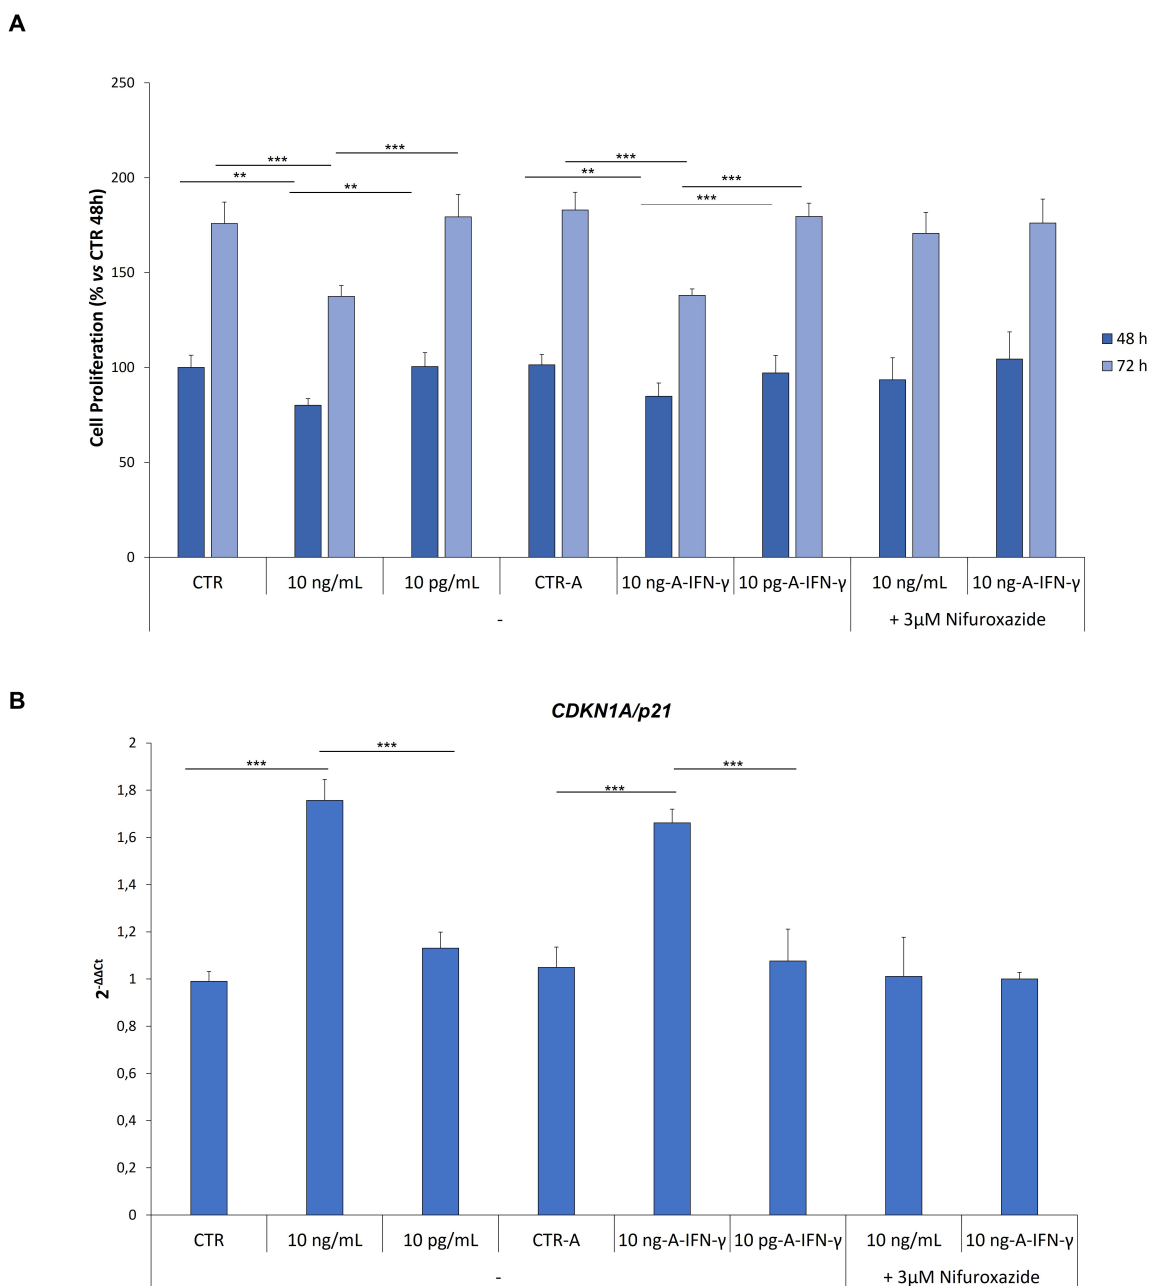 A
250
200
150
100
50
0
Cell Proliferation (% vs CTR 48h)
***
***
**
**
***
**
***
***
48 h
72 h
CTR
10 ng/mL
10 pg/mL
CTR-A
10 ng-A-IFN-γ
10 pg-A-IFN-γ
10 ng/mL
10 ng-A-IFN-γ
-
+ 3µM Nifuroxazide
B
CDKN1A/p21
2
1,8
1,6
1,4
1,2
1
0,8
0,6
0,4
0,2
0
2-ΔΔCt
***
***
***
***
CTR
10 ng/mL
10 pg/mL
CTR-A
10 ng-A-IFN-γ
10 pg-A-IFN-γ
10 ng/mL
10 ng-A-IFN-γ
-
+ 3µM Nifuroxazide